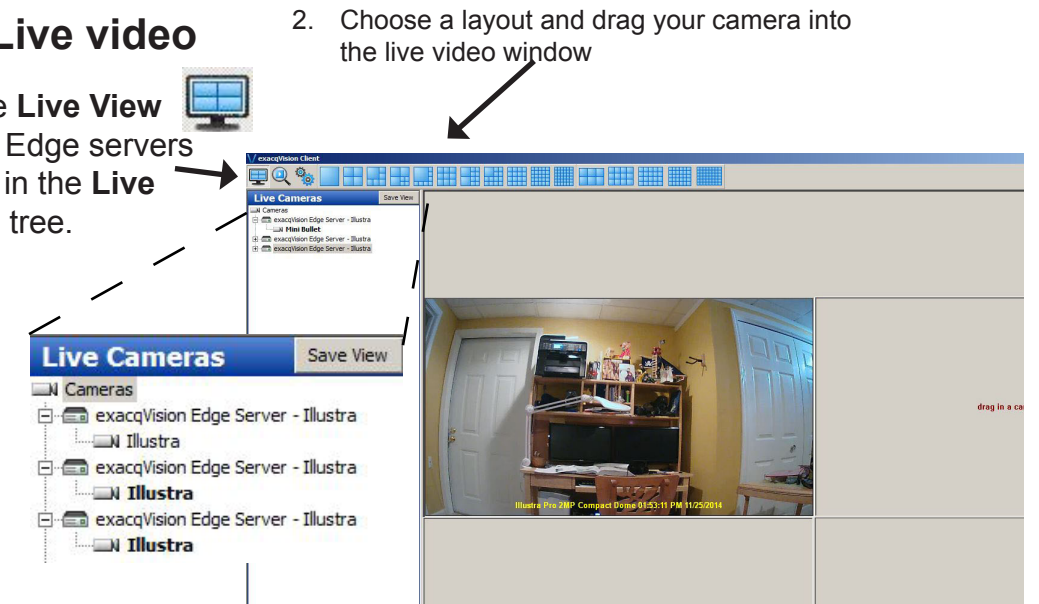 Live video
e Live View
Edge servers
in the Live
tree.
2. Choose a layout and drag your camera into
the live video window
exacqVision Client
Live Cameras
Save View
Cameras
exacqVision Edge Server - Illustra
Mini Bullet
exacqVision Edge Server - Illustra
exacqVision Edge Server - Illustra
drag in a ca
Illustra Pro 2MP Compact Dome 01:53:11 PM 11/25/2014
Live Cameras
Save View
Cameras
exacqVision Edge Server - Illustra
Illustra
exacqVision Edge Server - Illustra
Illustra
exacqVision Edge Server - Illustra
Illustra